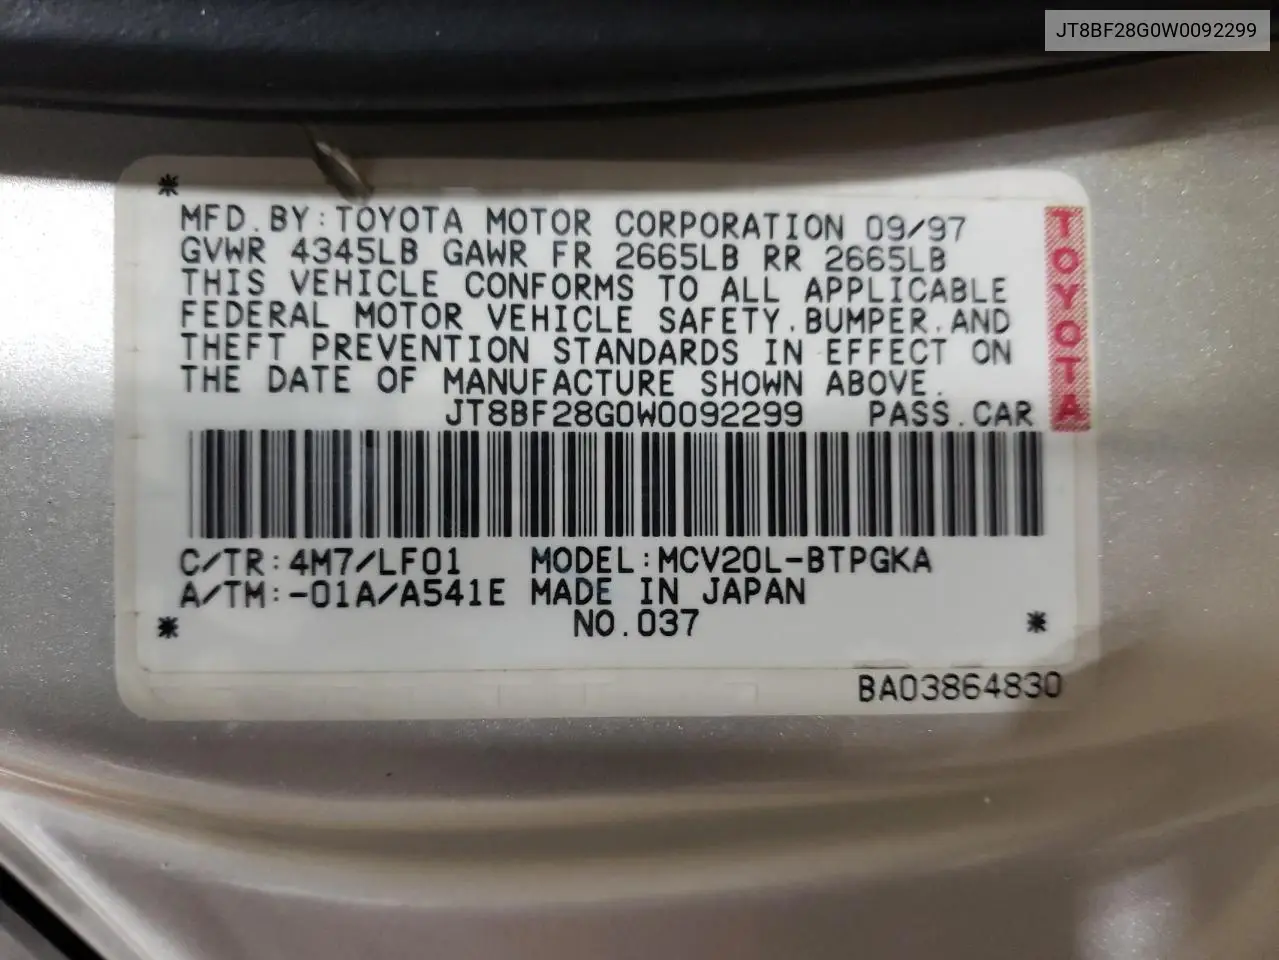 JT8BF28G0W0092299
MFD.BY:TOYOTA MOTOR CORPORATION 09/97
GVWR 4345LB GAWR FR 2665LB RR 2665LB
THIS VEHICLE CONFORMS TO ALL APPLICABLE
FEDERAL MOTOR VEHICLE SAFETY,BUMPER,AND
THEFT PREVENTION STANDARDS IN EFFECT ON
THE DATE OF MANUFACTURE SHOWN ABOVE.
JT8BF28G0W0092299 PASS.CAR
TOYOTA
C/TR:4M7/LF01 MODEL:MCV20L-BTPGKA
A/TM:-01A/A541E MADE IN JAPAN
NO.037
BA03864830